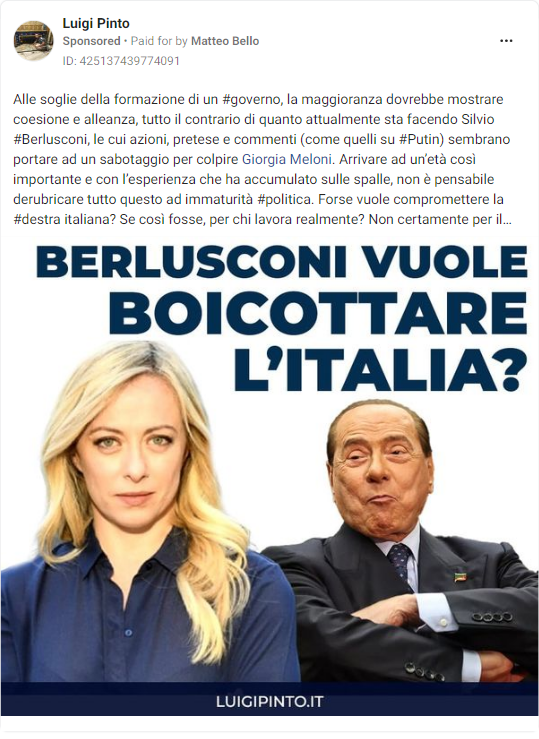 Luigi Pinto
Sponsored • Paid for by Matteo Bello
ID: 425137439774091
Alle soglie della formazione di un #governo, la maggioranza dovrebbe mostrare
coesione e alleanza, tutto il contrario di quanto attualmente sta facendo Silvio
#Berlusconi, le cui azioni, pretese e commenti (come quelli su #Putin) sembrano
portare ad un sabotaggio per colpire Giorgia Meloni. Arrivare ad un’età così
importante e con l’esperienza che ha accumulato sulle spalle, non è pensabile
derubricare tutto questo ad immaturità #politica. Forse vuole compromettere la
#destra italiana? Se così fosse, per chi lavora realmente? Non certamente per il...
BERLUSCONI VUOLE
BOICOTTARE
L’ITALIA?
LUIGIPINTO.IT